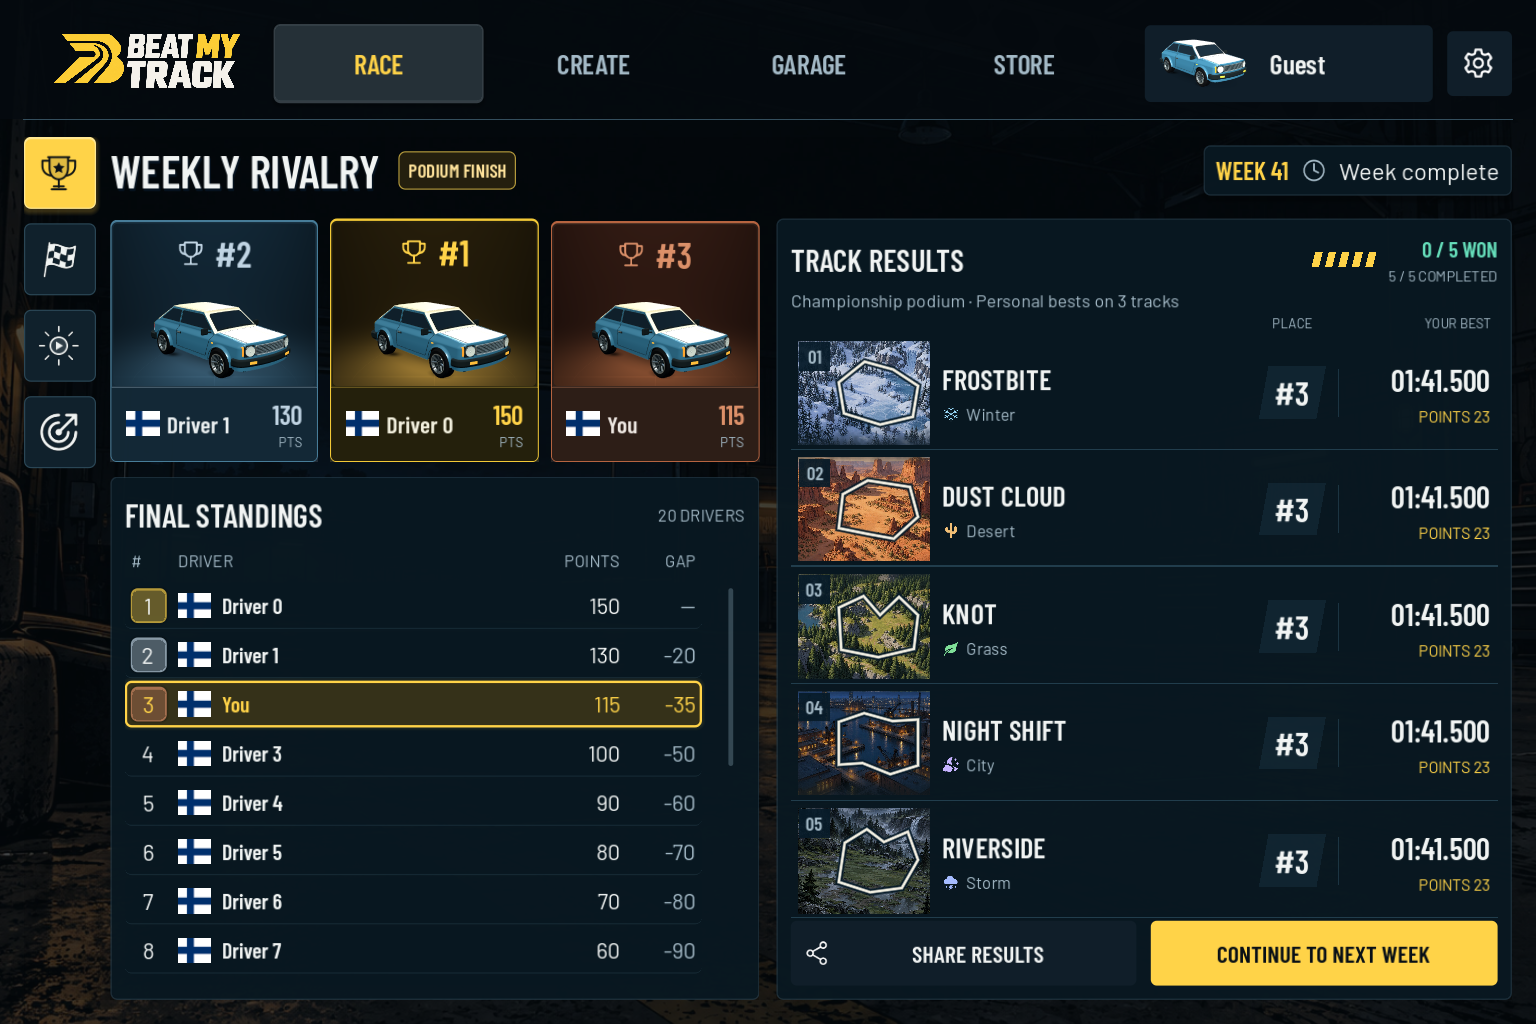 BEAT MY
TRACK
RACE
CREATE
GARAGE
STORE
Guest
WEEKLY RIVALRY
PODIUM FINISH
WEEK 41
Week complete
#2
Driver 1
130
PTS
#1
Driver 0
150
PTS
#3
You
115
PTS
FINAL STANDINGS
20 DRIVERS
# DRIVER POINTS GAP
1 Driver 0 150 —
2 Driver 1 130 -20
3 You 115 -35
4 Driver 3 100 -50
5 Driver 4 90 -60
6 Driver 5 80 -70
7 Driver 6 70 -80
8 Driver 7 60 -90
TRACK RESULTS
0 / 5 WON
5 / 5 COMPLETED
Championship podium · Personal bests on 3 tracks
PLACE
YOUR BEST
01
FROSTBITE
Winter
#3
01:41.500
POINTS 23
02
DUST CLOUD
Desert
#3
01:41.500
POINTS 23
03
KNOT
Grass
#3
01:41.500
POINTS 23
04
NIGHT SHIFT
City
#3
01:41.500
POINTS 23
05
RIVERSIDE
Storm
#3
01:41.500
POINTS 23
SHARE RESULTS
CONTINUE TO NEXT WEEK